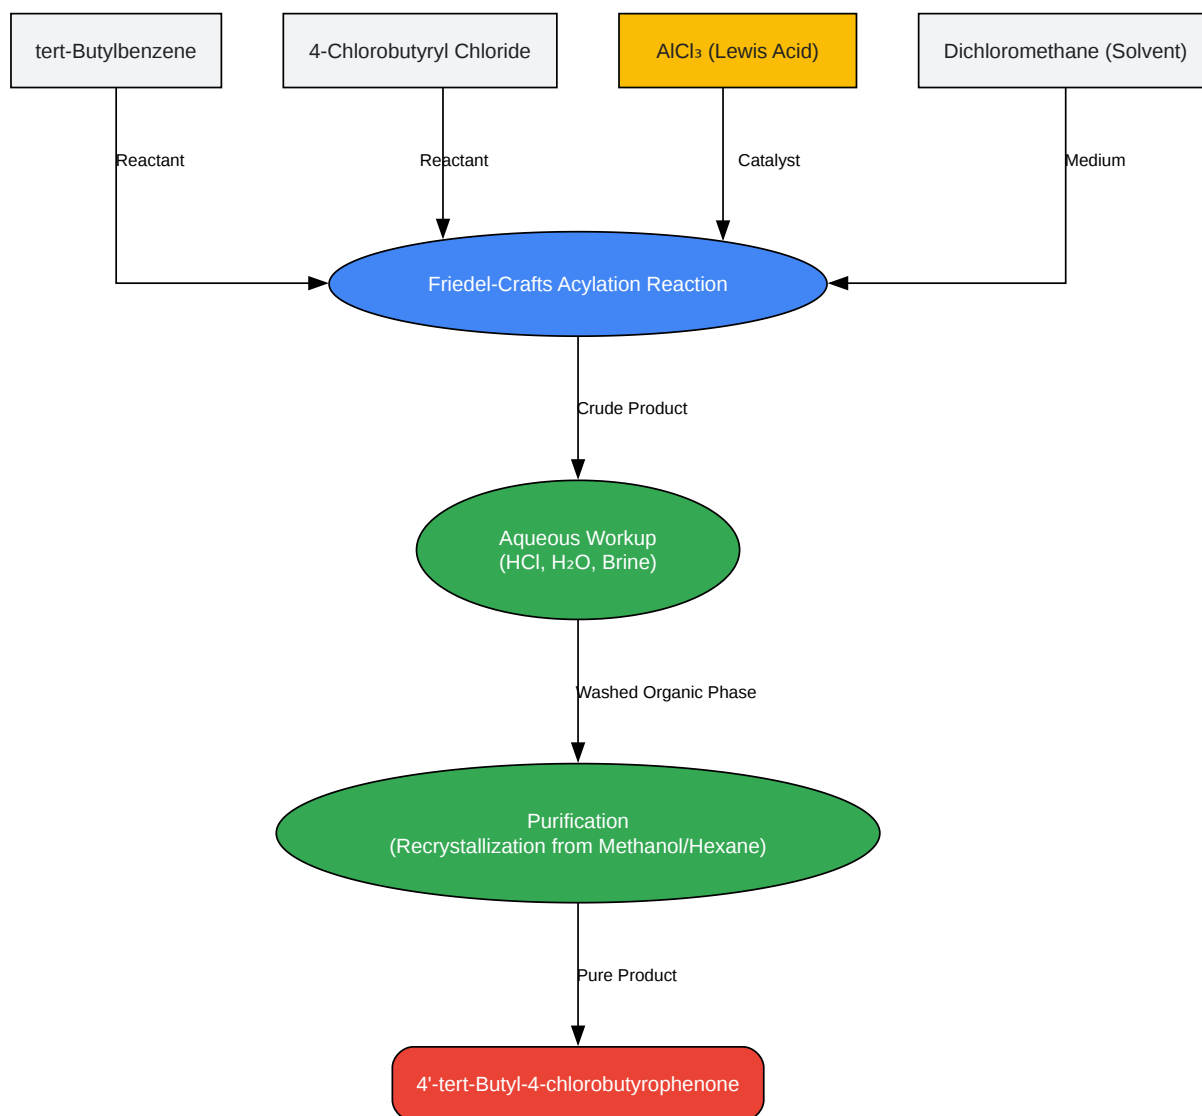 tert-Butylbenzene
4-Chlorobutyryl Chloride
AlCl₃ (Lewis Acid)
Dichloromethane (Solvent)
Reactant
Reactant
Catalyst
Medium
Friedel-Crafts Acylation Reaction
Crude Product
Aqueous Workup
(HCl, H₂O, Brine)
Washed Organic Phase
Purification
(Recrystallization from Methanol/Hexane)
Pure Product
4'-tert-Butyl-4-chlorobutyrophenone